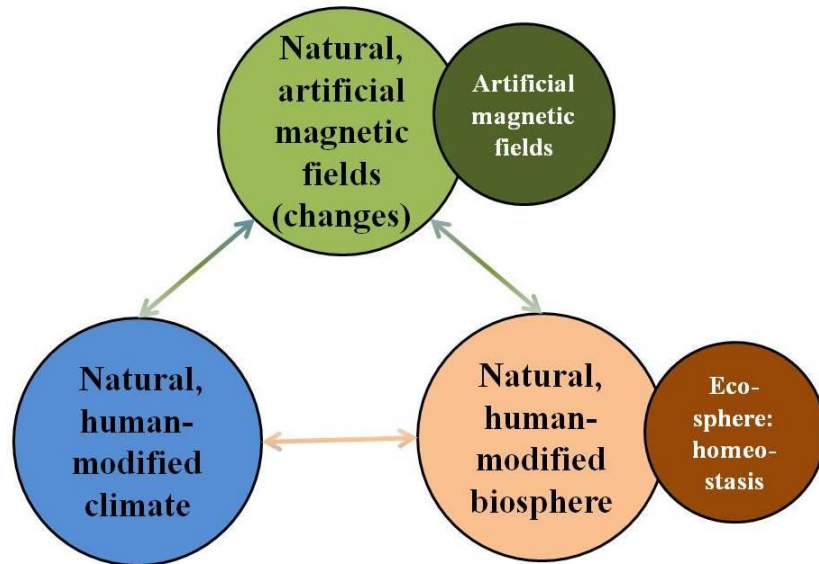 Natural,
artificial
magnetic
fields
(changes)
Artificial
magnetic
fields
Natural,
human-
modified
climate
Natural,
human-
modified
biosphere
Eco-
sphere:
homeo-
stasis